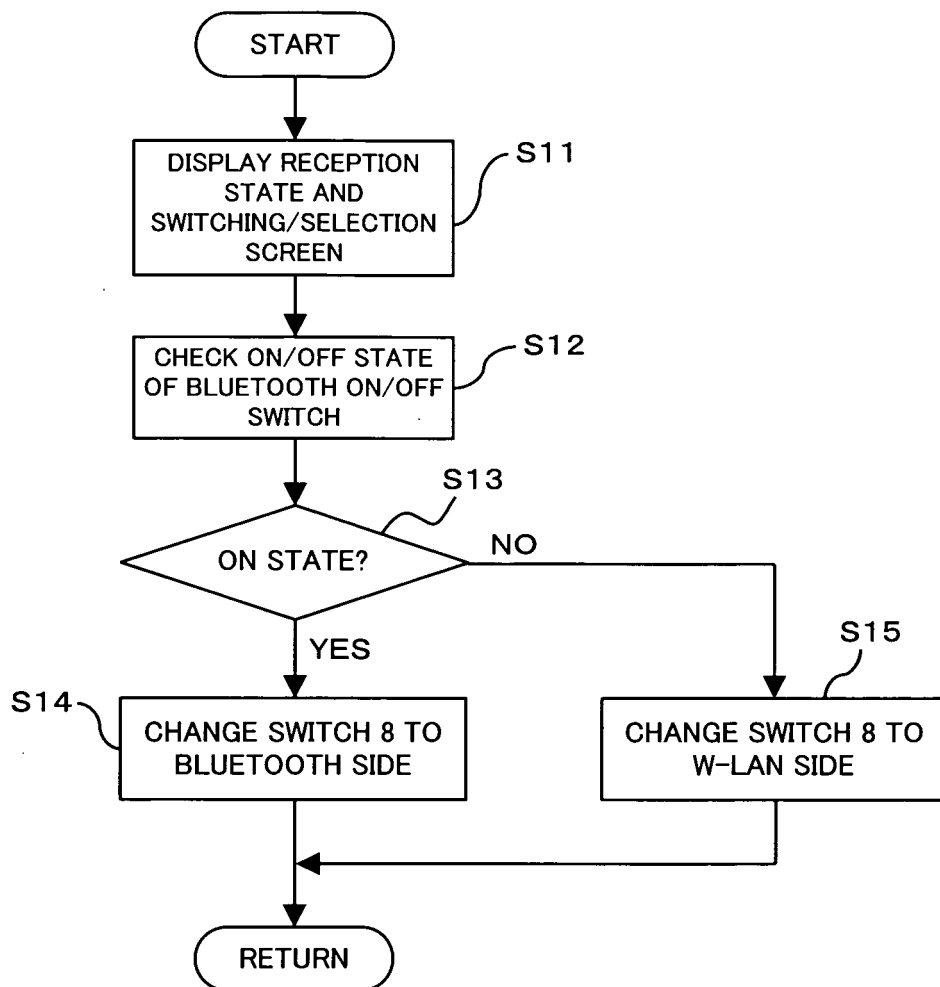 START
DISPLAY RECEPTION
STATE AND
SWITCHING/SELECTION
SCREEN
S11
CHECK ON/OFF STATE
OF BLUETOOTH ON/OFF
SWITCH
S12
S13
ON STATE?
NO
YES
S14
CHANGE SWITCH 8 TO
BLUETOOTH SIDE
S15
CHANGE SWITCH 8 TO
W-LAN SIDE
RETURN